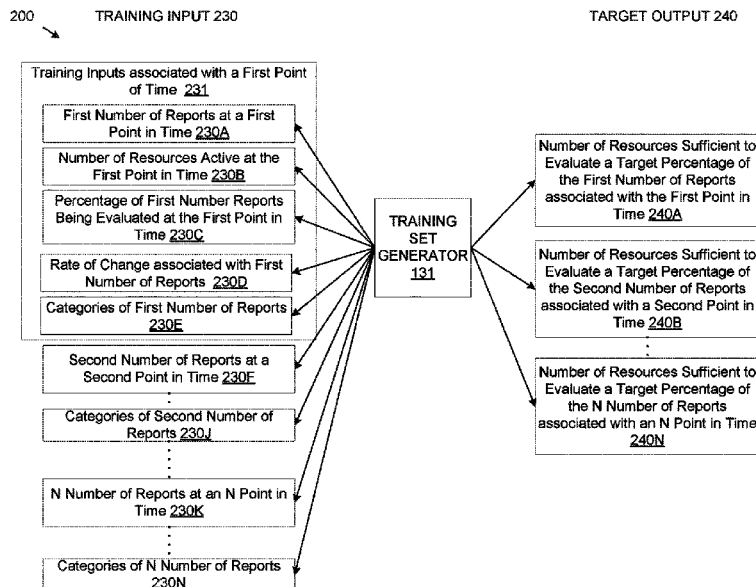 200
TRAINING INPUT 230
TARGET OUTPUT 240
Training Inputs associated with a First Point
of Time 231
First Number of Reports at a First
Point in Time 230A
Number of Resources Active at the
First Point in Time 230B
Percentage of First Number Reports
Being Evaluated at the First Point in
Time 230C
Rate of Change associated with First
Number of Reports 230D
Categories of First Number of Reports
230E
Second Number of Reports at a
Second Point in Time 230F
Categories of Second Number of
Reports 230J
N Number of Reports at an N Point in
Time 230K
Categories of N Number of Reports
230N
TRAINING
SET
GENERATOR
131
Number of Resources Sufficient to
Evaluate a Target Percentage of
the First Number of Reports
associated with the First Point in
Time 240A
Number of Resources Sufficient to
Evaluate a Target Percentage of
the Second Number of Reports
associated with a Second Point in
Time 240B
Number of Resources Sufficient to
Evaluate a Target Percentage of
the N Number of Reports
associated with an N Point in Time
240N